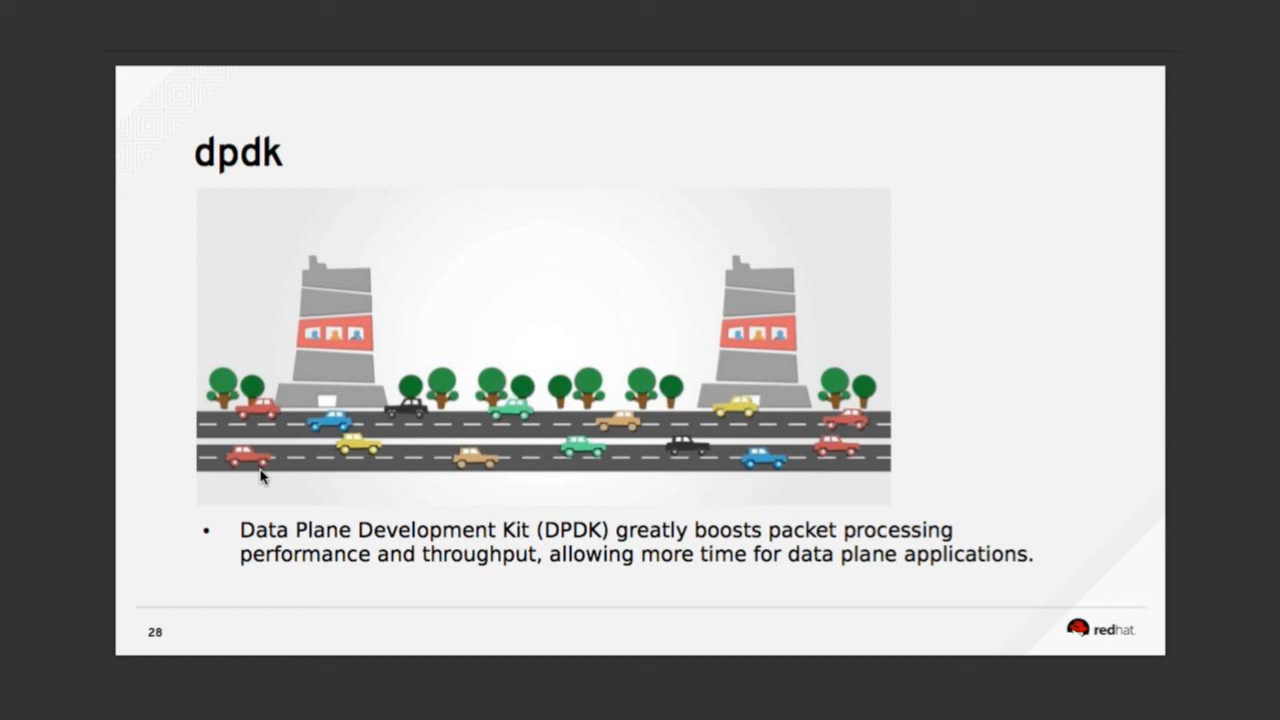 dpdk
• Data Plane Development Kit (DPDK) greatly boosts packet processing
performance and throughput, allowing more time for data plane applications.
28
redhat.